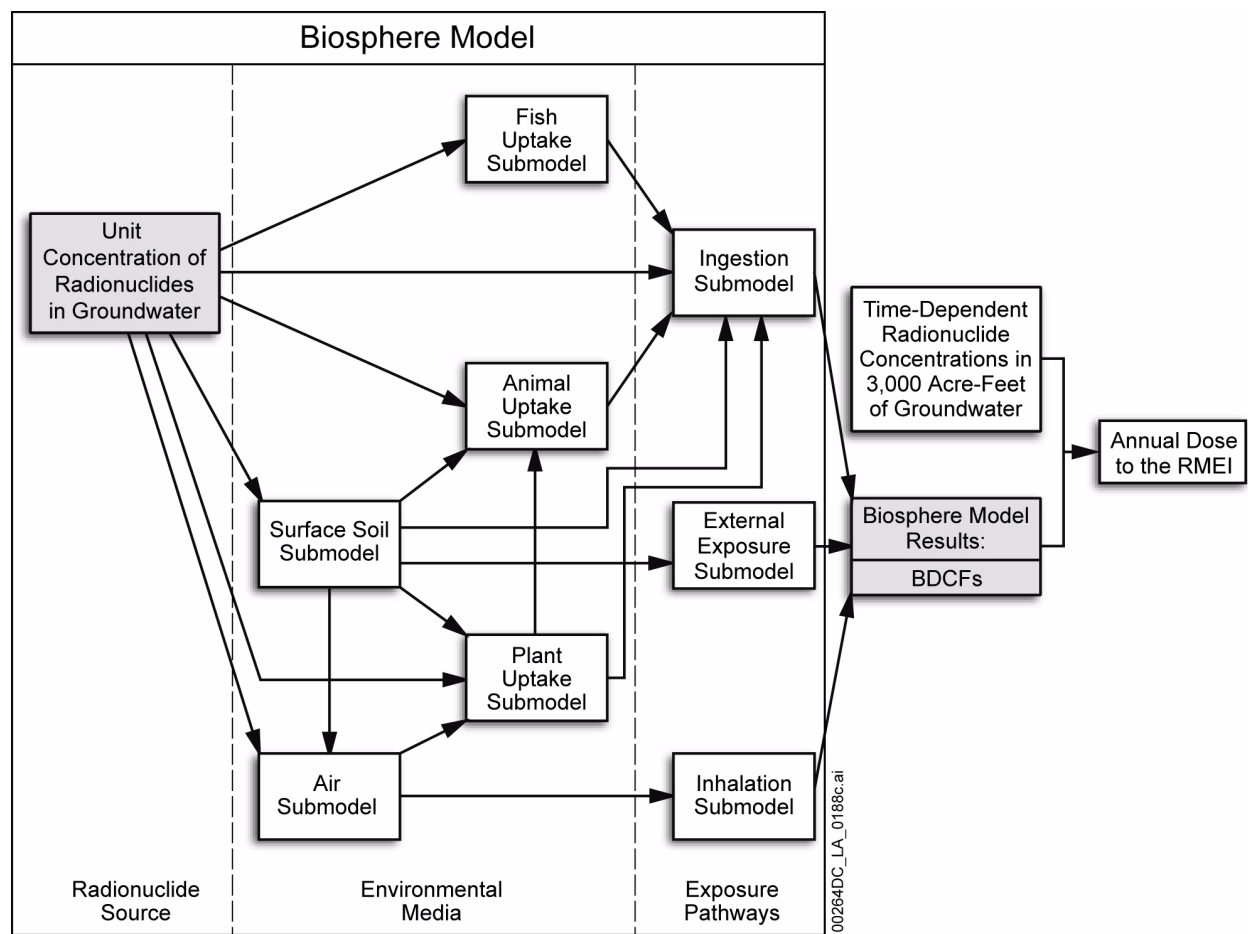 Biosphere Model
Fish
Uptake
Submodel
Unit
Concentration of
Radionuclides
in Groundwater
Ingestion
Submodel
Time-Dependent
Radionuclide
Concentrations in
3,000 Acre-Feet
of Groundwater
Animal
Uptake
Submodel
Annual Dose
to the RMEI
Surface Soil
Submodel
External
Exposure
Submodel
Biosphere Model
Results:
BDCFs
Plant
Uptake
Submodel
Air
Submodel
Inhalation
Submodel
Radionuclide
Source
Environmental
Media
Exposure
Pathways
00264DC_LA_0188c.ai